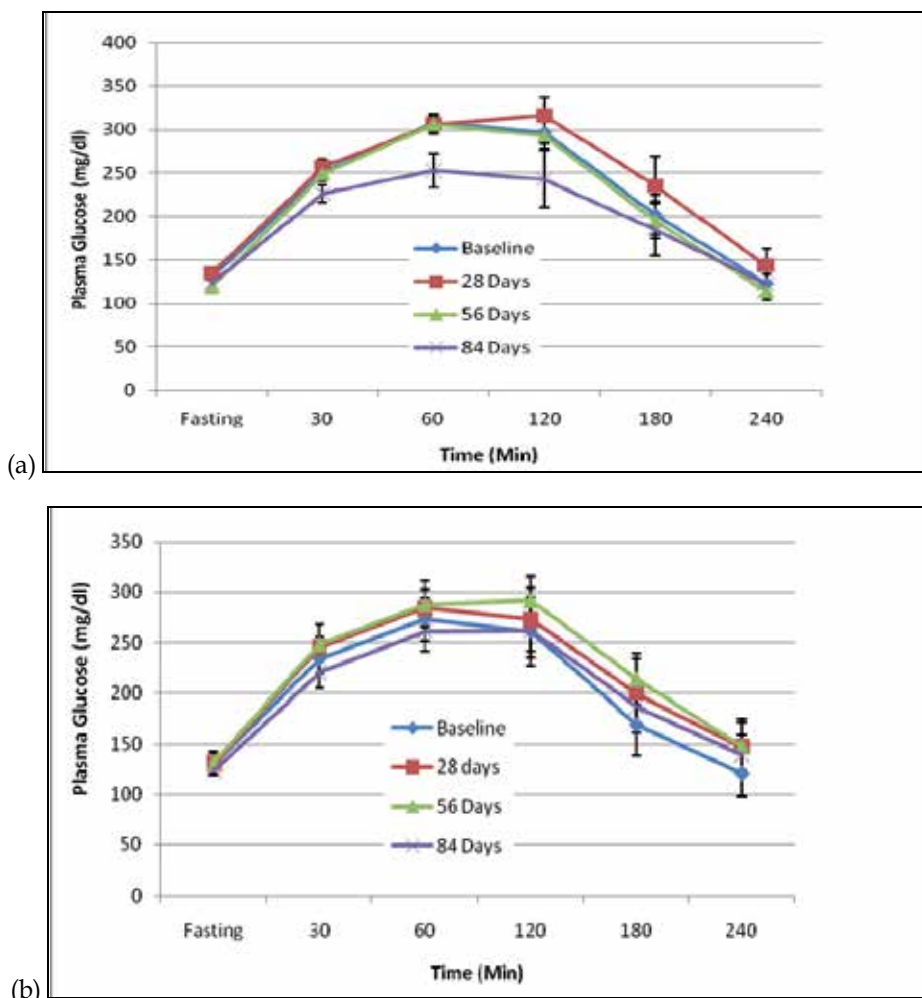 400
350
300
250
200
150
100
50
0
Plasma Glucose (mg/dl)
Baseline
28 Days
56 Days
84 Days
Fasting 30 60 120 180 240
Time (Min)
(a)
350
300
250
200
150
100
50
0
Plasma Glucose (mg/dl)
Baseline
28 days
56 Days
84 Days
Fasting 30 60 120 180 240
Time (Min)
(b)